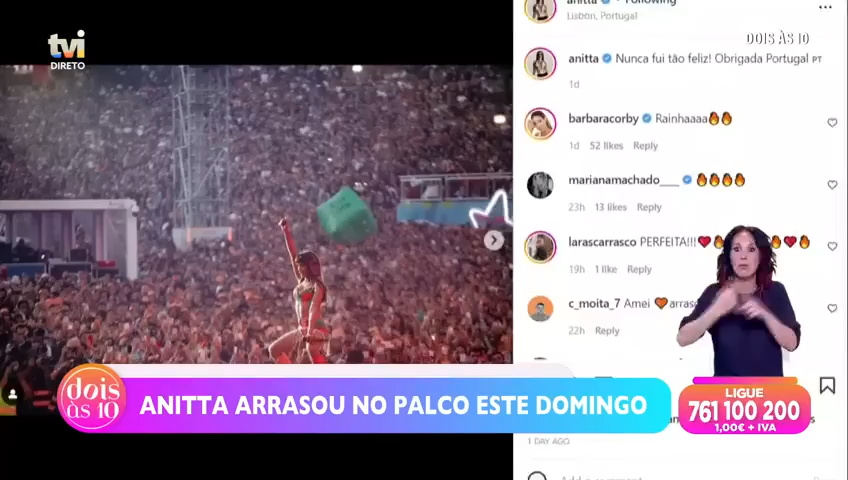 tvi
DIRETO
anitta Following
Lisbon, Portugal
DOIS ÀS 10
anitta Nunca fui tão feliz! Obrigada Portugal PT
1d
barbaracorby Rainhaaaa🔥🔥
1d 52 likes Reply
marianamachado___ 🔥🔥🔥🔥
23h 13 likes Reply
larascarrasco PERFEITA!!!❤️🔥🔥❤️🔥
19h 1 like Reply
c_moita_7 Amei 🧡
22h Reply
dois
às 10
ANITTA ARRASOU NO PALCO ESTE DOMINGO
LIGUE
761 100 200
1,00€ + IVA
1 DAY AGO
Add a comment